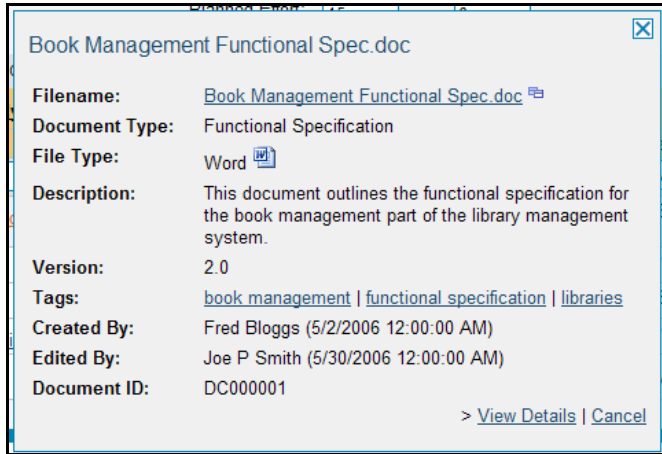 Book Management Functional Spec.doc
Filename: Book Management Functional Spec.doc
Document Type: Functional Specification
File Type: Word
Description: This document outlines the functional specification for
the book management part of the library management
system.
Version: 2.0
Tags: book management | functional specification | libraries
Created By: Fred Bloggs (5/2/2006 12:00:00 AM)
Edited By: Joe P Smith (5/30/2006 12:00:00 AM)
Document ID: DC000001
> View Details | Cancel